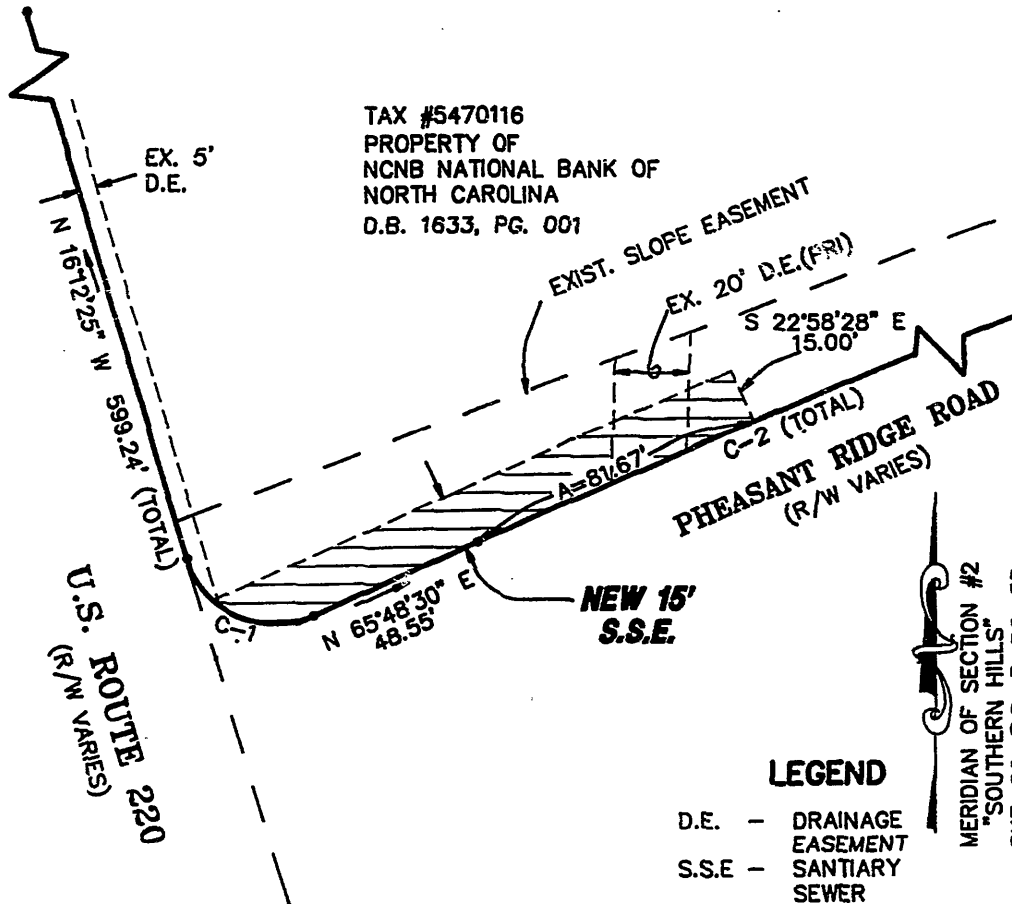 TAX #5470116
PROPERTY OF
NCNB NATIONAL BANK OF
NORTH CAROLINA
D.B. 1633, PG. 001
EX. 5'
D.E.
N 16°12'25" W 599.24' (TOTAL)
EXIST. SLOPE EASEMENT
EX. 20' D.E.(PRI)
S 22°58'28" E
15.00'
C-2 (TOTAL)
A=81.67'
PHEASANT RIDGE ROAD
(R/W VARIES)
C-1
N 65°48'30" E
48.55'
NEW 15'
S.S.E.
U.S. ROUTE 220
(R/W VARIES)
MERIDIAN OF SECTION #2
"SOUTHERN HILLS"
LEGEND
D.E. – DRAINAGE
EASEMENT
S.S.E – SANTIARY
SEWER